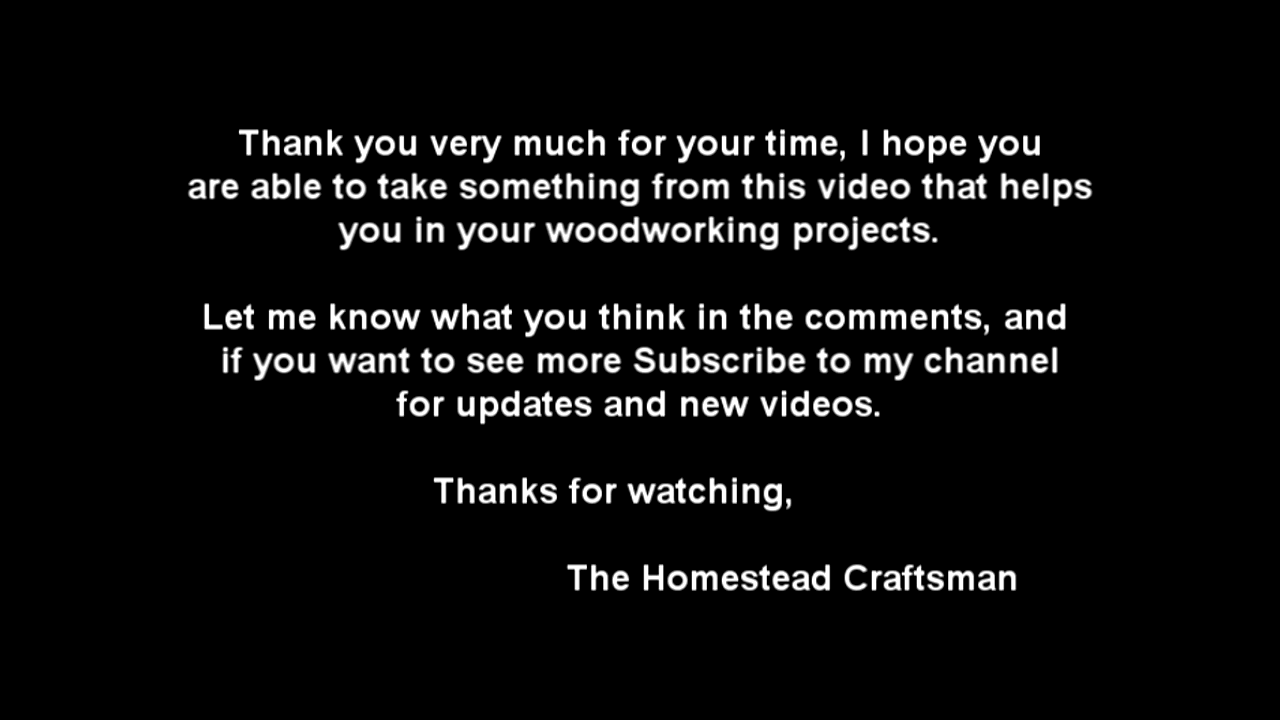 Thank you very much for your time, I hope you
are able to take something from this video that helps
you in your woodworking projects.
Let me know what you think in the comments, and
if you want to see more Subscribe to my channel
for updates and new videos.
Thanks for watching,
The Homestead Craftsman